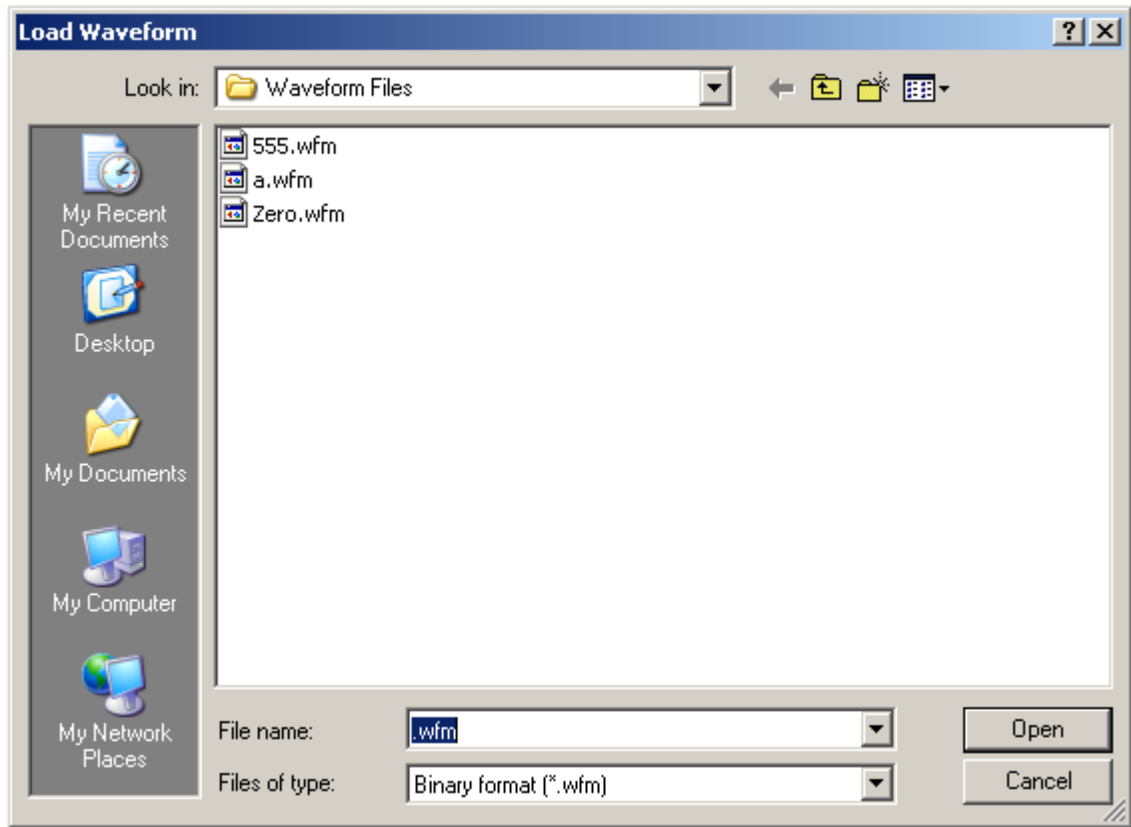 Load Waveform
Look in: Waveform Files
555.wfm
a.wfm
Zero.wfm
My Recent
Documents
Desktop
My Documents
My Computer
My Network
Places
File name: .wfm
Open
Files of type: Binary format (*.wfm)
Cancel